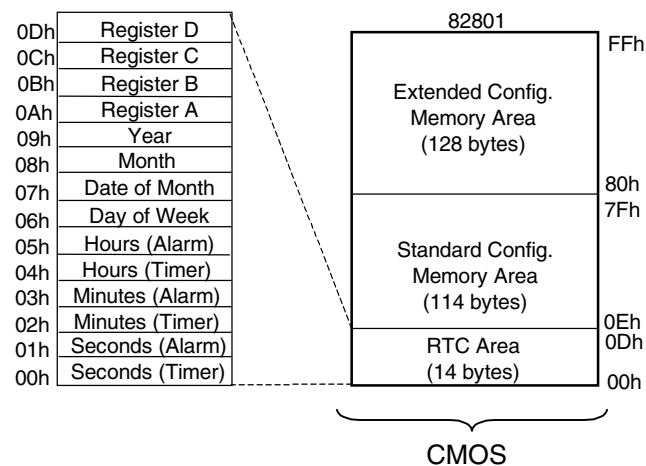 0Dh Register D
0Ch Register C
0Bh Register B
0Ah Register A
09h Year
08h Month
07h Date of Month
06h Day of Week
05h Hours (Alarm)
04h Hours (Timer)
03h Minutes (Alarm)
02h Minutes (Timer)
01h Seconds (Alarm)
00h Seconds (Timer)
82801
FFh
Extended Config.
Memory Area
(128 bytes)
80h
7Fh
Standard Config.
Memory Area
(114 bytes)
0Eh
0Dh
RTC Area
(14 bytes)
00h
CMOS